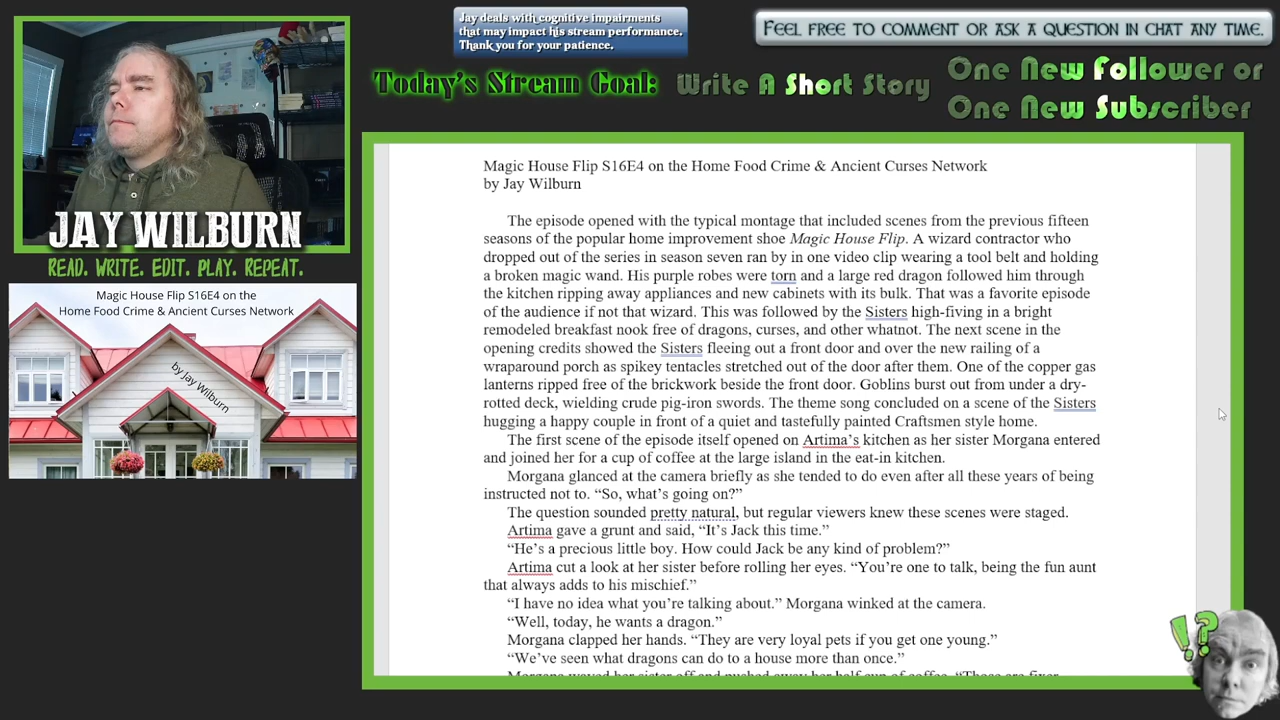 Jay deals with cognitive impairments
that may impact his stream performance.
Thank you for your patience.
Feel free to comment or ask a question in chat any time.
Today's Stream Goal:
Write A Short Story
One New Follower or
One New Subscriber
JAY WILBURN
READ. WRITE. EDIT. PLAY. REPEAT.
Magic House Flip S16E4 on the
Home Food Crime & Ancient Curses Network
by Jay Wilburn
Magic House Flip S16E4 on the Home Food Crime & Ancient Curses Network
by Jay Wilburn
The episode opened with the typical montage that included scenes from the previous fifteen
seasons of the popular home improvement shoe Magic House Flip. A wizard contractor who
dropped out of the series in season seven ran by in one video clip wearing a tool belt and holding
a broken magic wand. His purple robes were torn and a large red dragon followed him through
the kitchen ripping away appliances and new cabinets with its bulk. That was a favorite episode
of the audience if not that wizard. This was followed by the Sisters high-fiving in a bright
remodeled breakfast nook free of dragons, curses, and other whatnot. The next scene in the
opening credits showed the Sisters fleeing out a front door and over the new railing of a
wraparound porch as spikey tentacles stretched out of the door after them. One of the copper gas
lanterns ripped free of the brickwork beside the front door. Goblins burst out from under a dry-
rotted deck, wielding crude pig-iron swords. The theme song concluded on a scene of the Sisters
hugging a happy couple in front of a quiet and tastefully painted Craftsmen style home.
The first scene of the episode itself opened on Artima's kitchen as her sister Morgana entered
and joined her for a cup of coffee at the large island in the eat-in kitchen.
Morgana glanced at the camera briefly as she tended to do even after all these years of being
instructed not to. “So, what's going on?”
The question sounded pretty natural, but regular viewers knew these scenes were staged.
Artima gave a grunt and said, “It's Jack this time.”
“He's a precious little boy. How could Jack be any kind of problem?”
Artima cut a look at her sister before rolling her eyes. “You're one to talk, being the fun aunt
that always adds to his mischief.”
“I have no idea what you're talking about.” Morgana winked at the camera.
“Well, today, he wants a dragon.”
Morgana clapped her hands. “They are very loyal pets if you get one young.”
“We've seen what dragons can do to a house more than once.”
Morgana waved her sister off and pushed away her half cup of coffee. “Those are fixer
!?